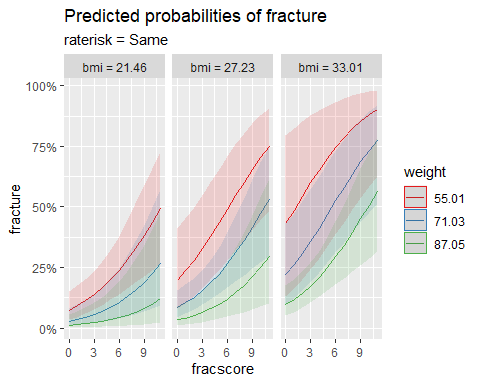 Predicted probabilities of fracture
raterisk = Same
bmi = 21.46 bmi = 27.23 bmi = 33.01
100%
75%
50%
25%
0%
fracture
0 3 6 9 0 3 6 9 0 3 6 9
fracscore
weight
55.01
71.03
87.05